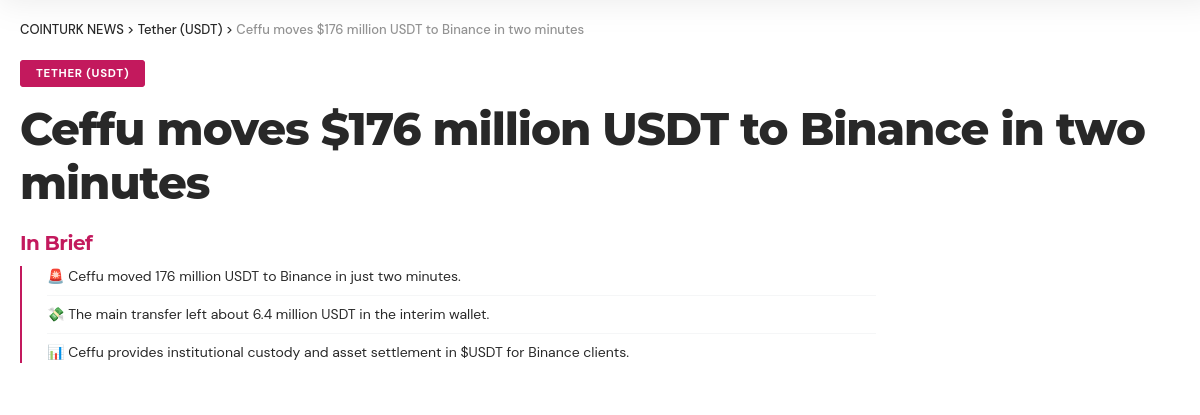 COINTURK NEWS > Tether (USDT) > Ceffu moves $176 million USDT to Binance in two minutes
TETHER (USDT)
Ceffu moves $176 million USDT to Binance in two
minutes
In Brief
🚨 Ceffu moved 176 million USDT to Binance in just two minutes.
💸 The main transfer left about 6.4 million USDT in the interim wallet.
📊 Ceffu provides institutional custody and asset settlement in $USDT for Binance clients.